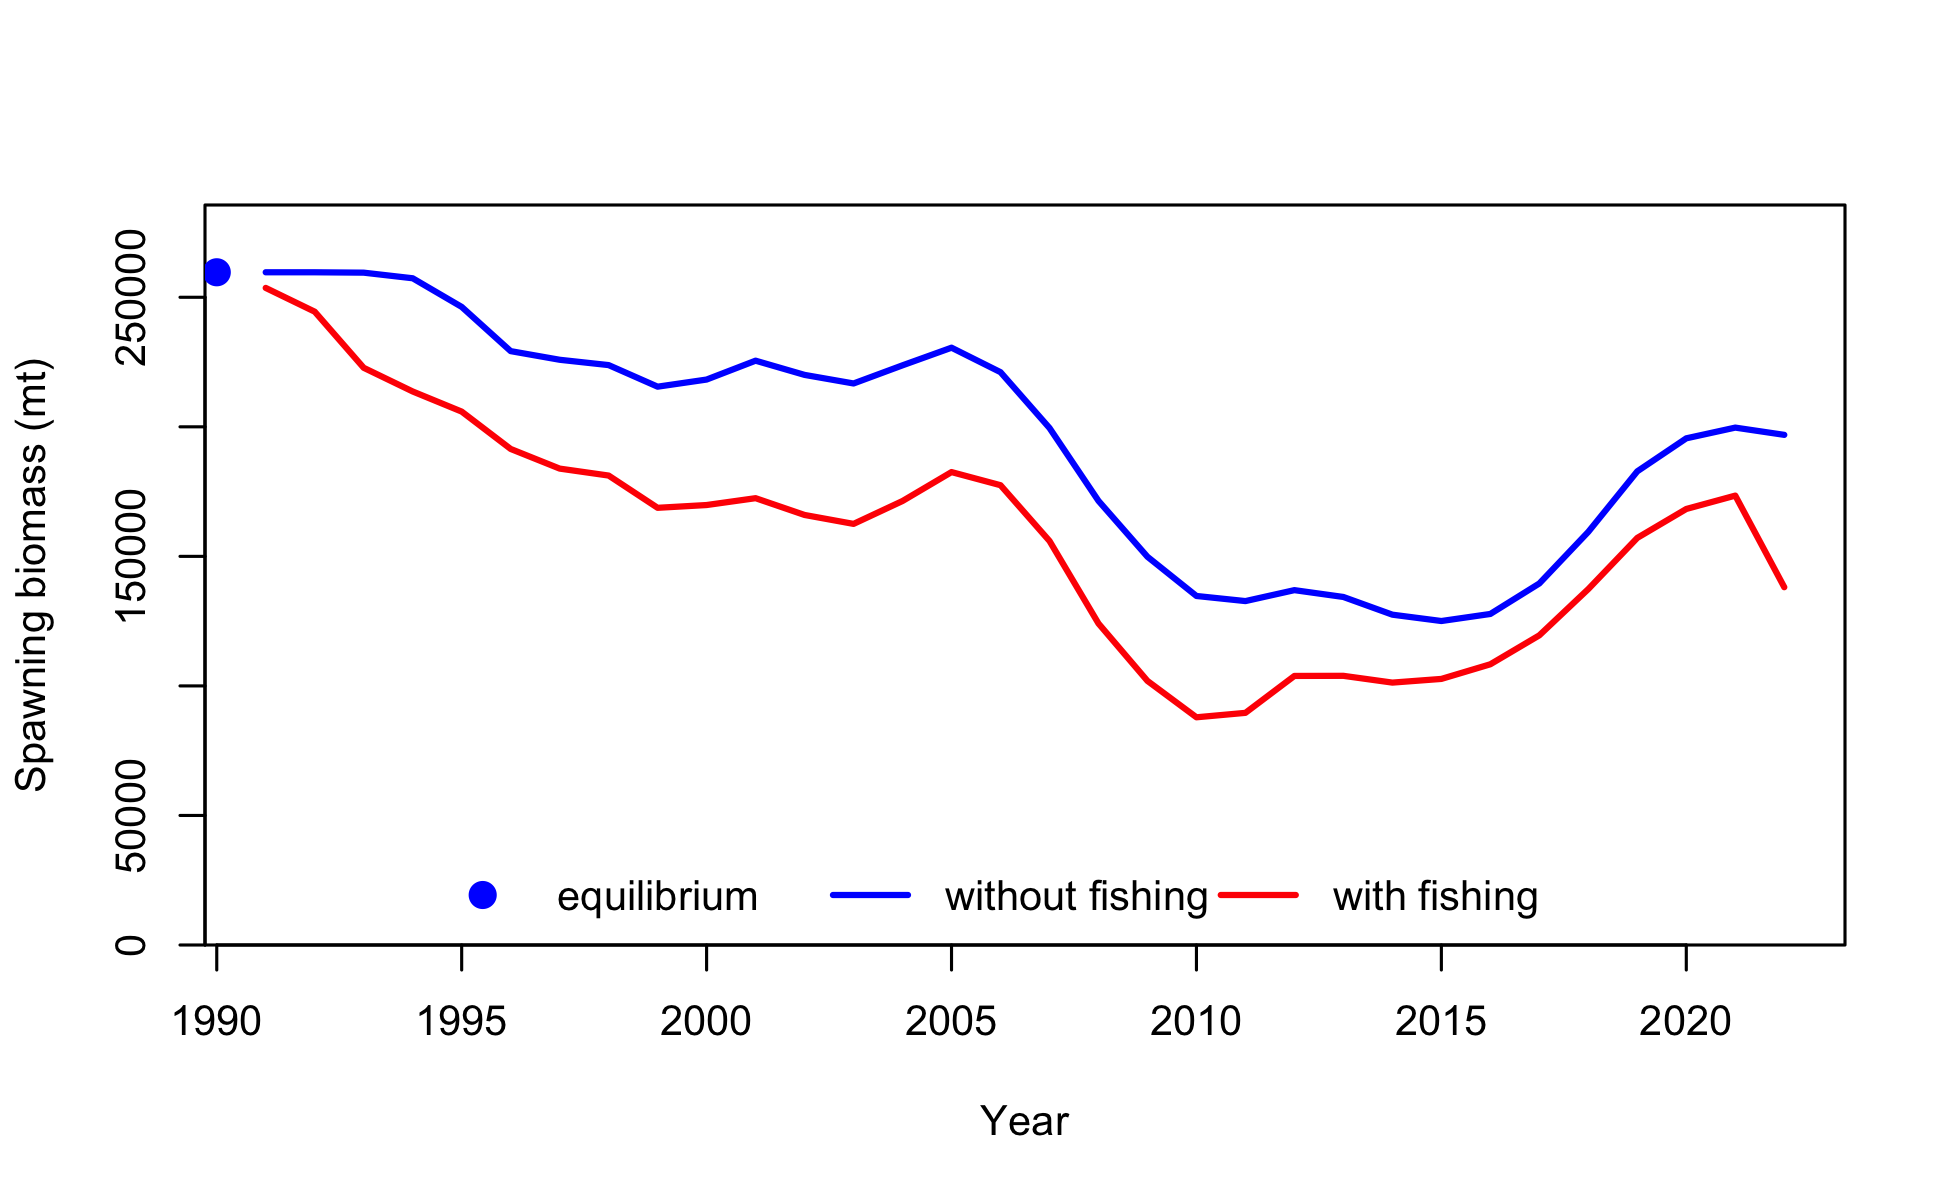 Spawning biomass (mt)
250000
150000
50000
0
equilibrium without fishing with fishing
1990 1995 2000 2005 2010 2015 2020
Year